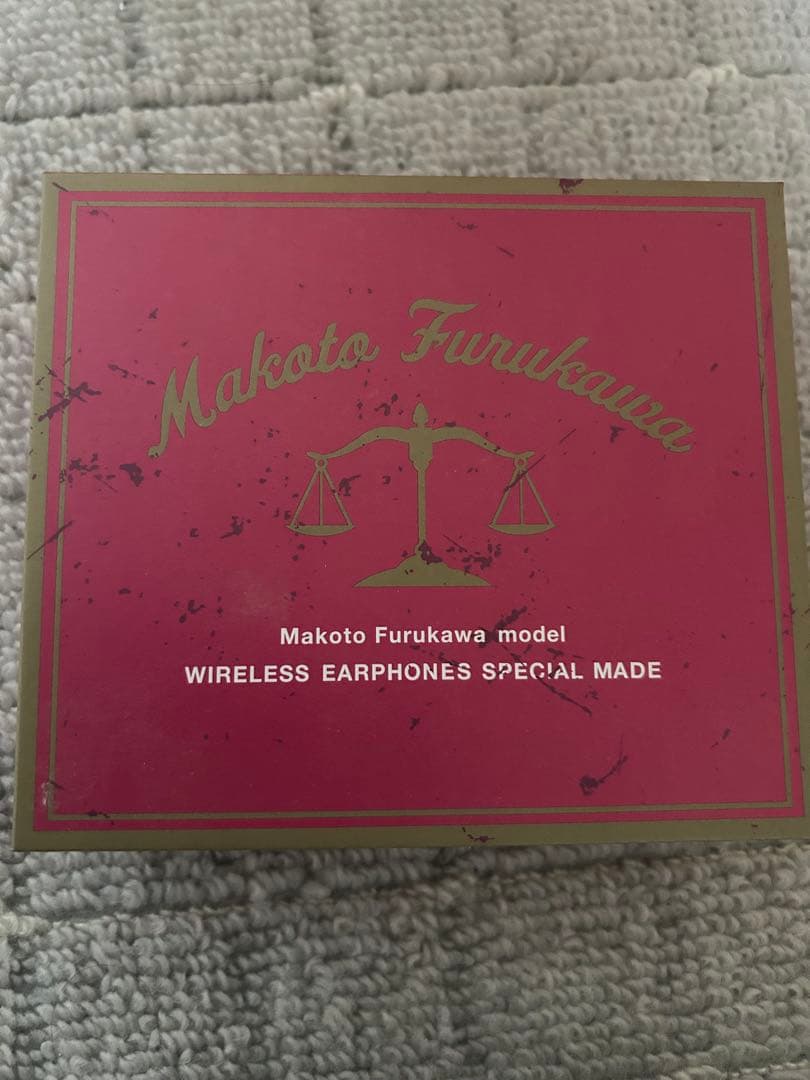 Makoto Furukawa
Makoto Furukawa model
WIRELESS EARPHONES SPECIAL MADE